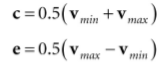 c = 0.5(v_min + v_max)
e = 0.5(v_max − v_min)